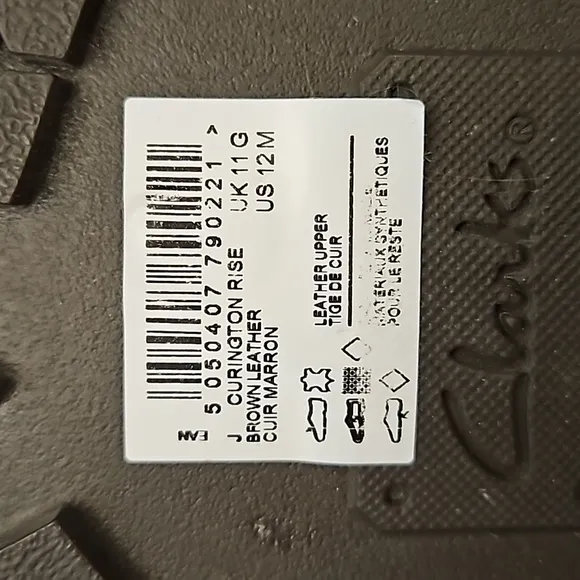 EAN
5 050407 790221 >
J CURINGTON RISE UK 11 G
BROWN LEATHER US 12 M
CUIR MARRON
LEATHER UPPER
TIGE DE CUIR
MATERIAUX SYNTHETIQUES
POUR LE RESTE
Clarks®